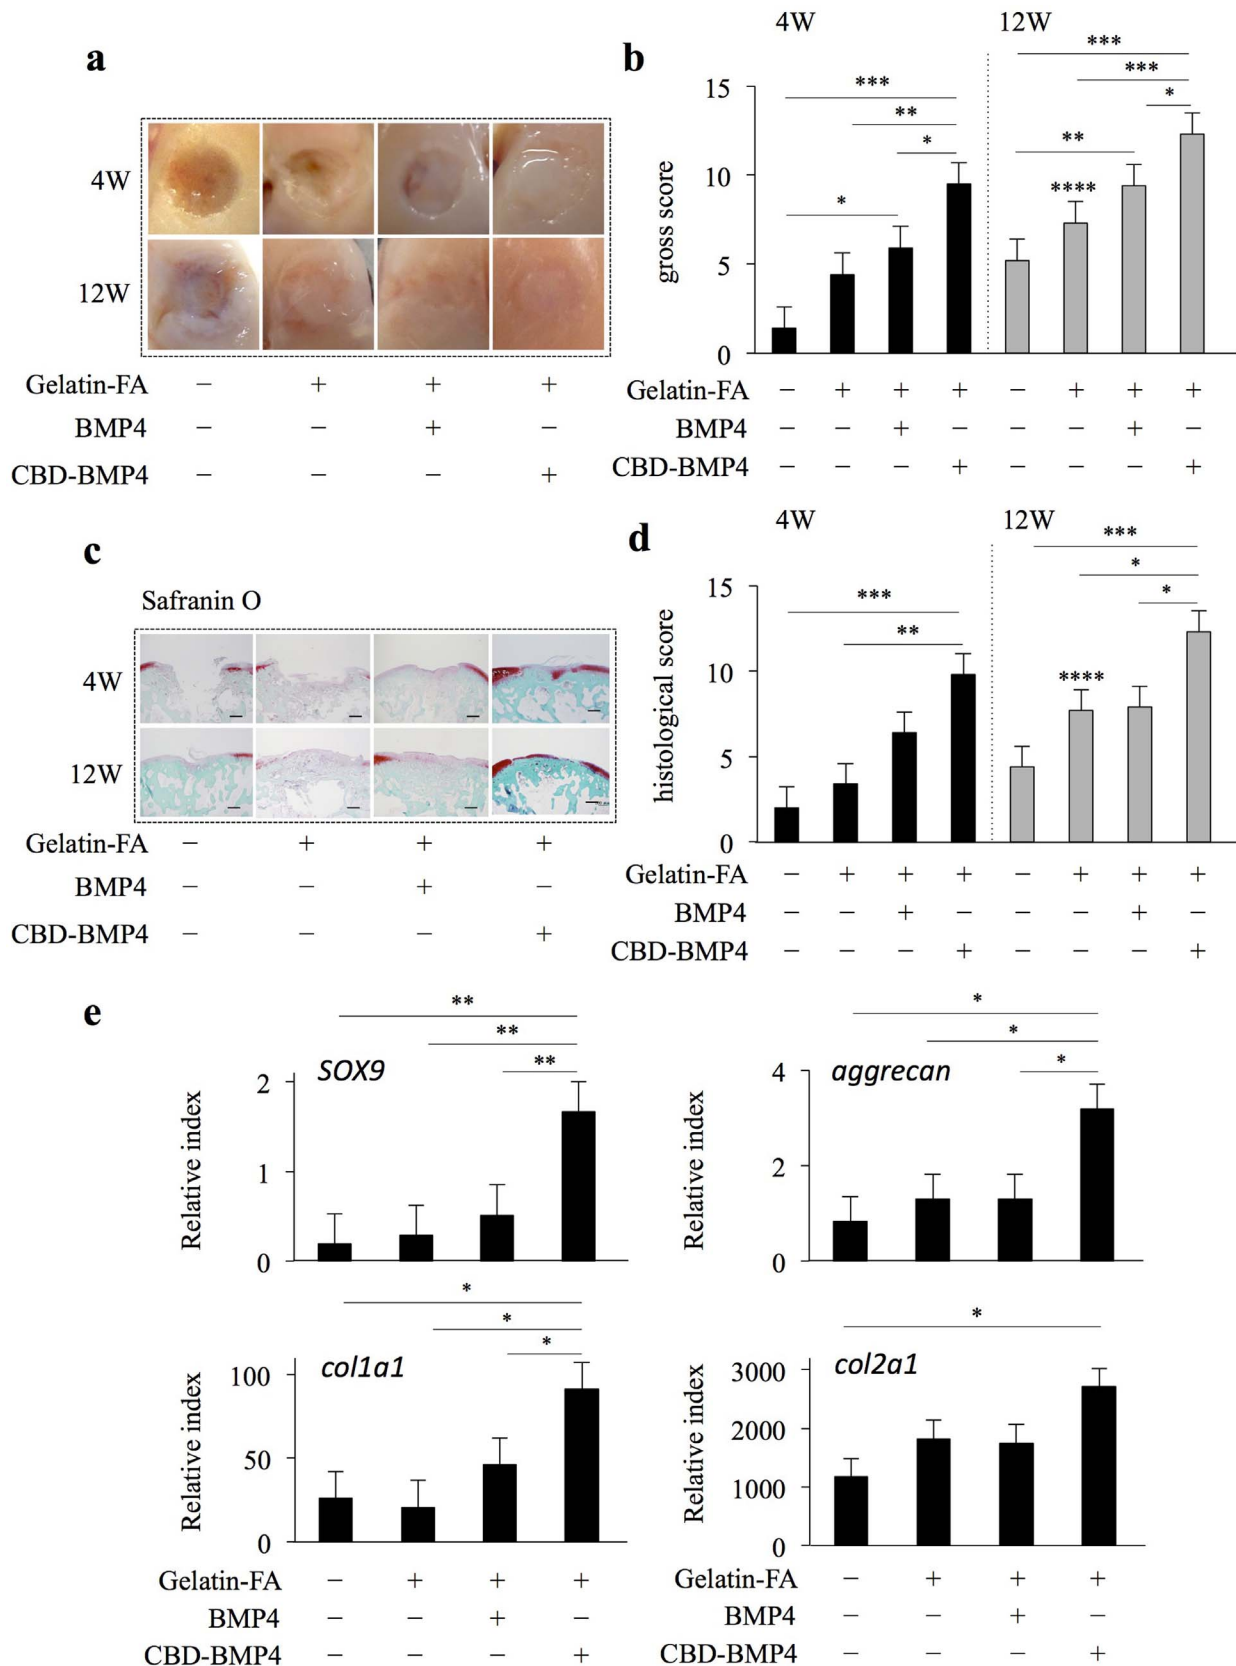 a
4W
12W
Gelatin-FA – + + +
BMP4 – – + –
CBD-BMP4 – – – +
b
4W 12W
*** *** *** ** * * ** **** *
gross score
15
10
5
0
Gelatin-FA – + + + – + + +
BMP4 – – + – – – + –
CBD-BMP4 – – – + – – – +
c
Safranin O
4W
12W
Gelatin-FA – + + +
BMP4 – – + –
CBD-BMP4 – – – +
d
4W 12W
*** * *** * ** ****
histological score
15
10
5
0
Gelatin-FA – + + + – + + +
BMP4 – – + – – – + –
CBD-BMP4 – – – + – – – +
e
** ** **
SOX9
Relative index
2
1
0
* * *
aggrecan
Relative index
4
2
0
* * *
col1a1
Relative index
100
50
0
*
col2a1
Relative index
3000
2000
1000
0
Gelatin-FA – + + +
BMP4 – – + –
CBD-BMP4 – – – +
Gelatin-FA – + + +
BMP4 – – + –
CBD-BMP4 – – – +